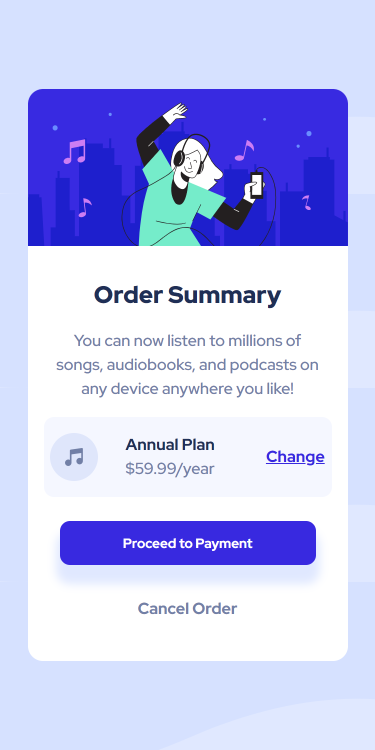 Order Summary
You can now listen to millions of
songs, audiobooks, and podcasts on
any device anywhere you like!
Annual Plan
$59.99/year
Change
Proceed to Payment
Cancel Order